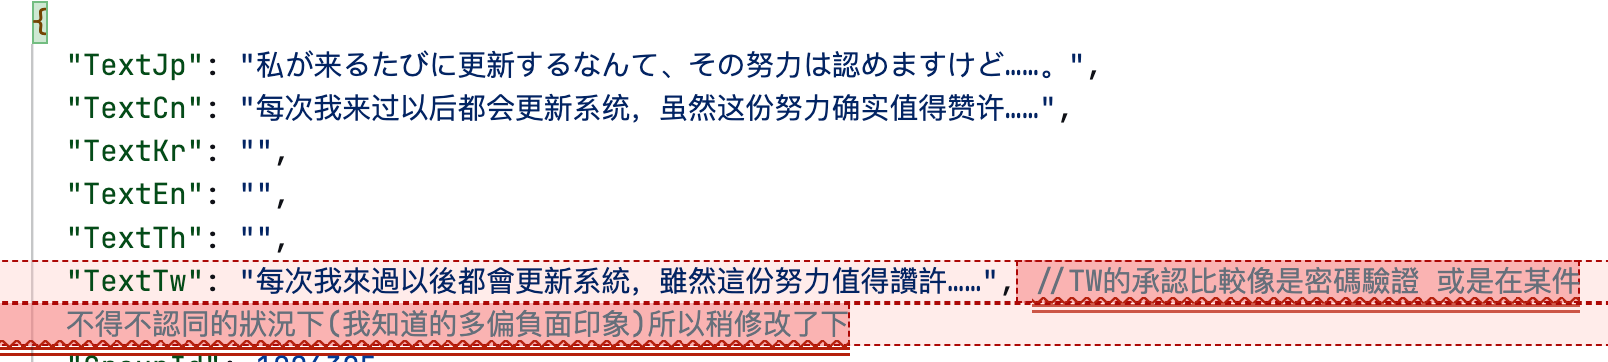 {
"TextJp": "私が来るたびに更新するなんて、その努力は認めますけど……。",
"TextCn": "每次我来过以后都会更新系统，虽然这份努力确实值得赞许……",
"TextKr": "",
"TextEn": "",
"TextTh": "",
"TextTw": "每次我來過以後都會更新系統，雖然這份努力值得讚許……", //TW的承認比較像是密碼驗證 或是在某件
不得不認同的狀況下(我知道的多偏負面印象)所以稍修改了下